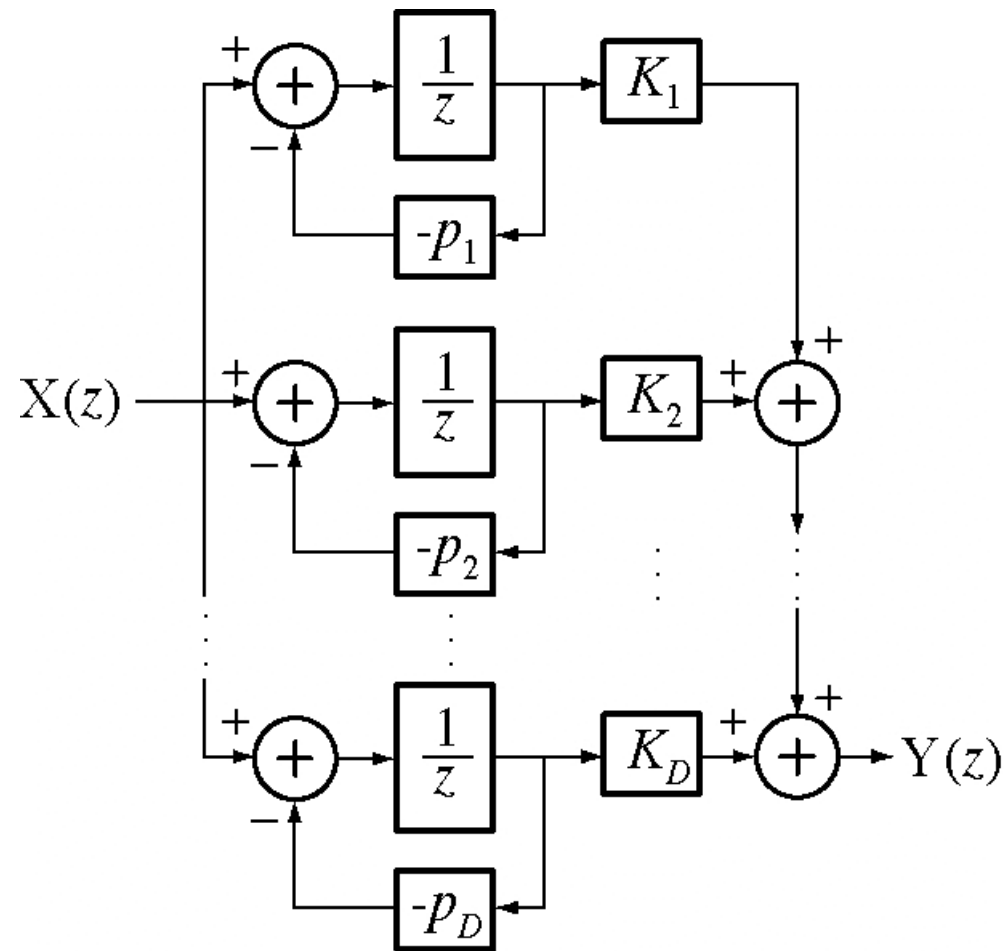 + + 1/z K₁
−
-p₁
+
X(z) + + 1/z K₂ + +
−
-p₂
+
+ + 1/z K_D + + Y(z)
−
-p_D